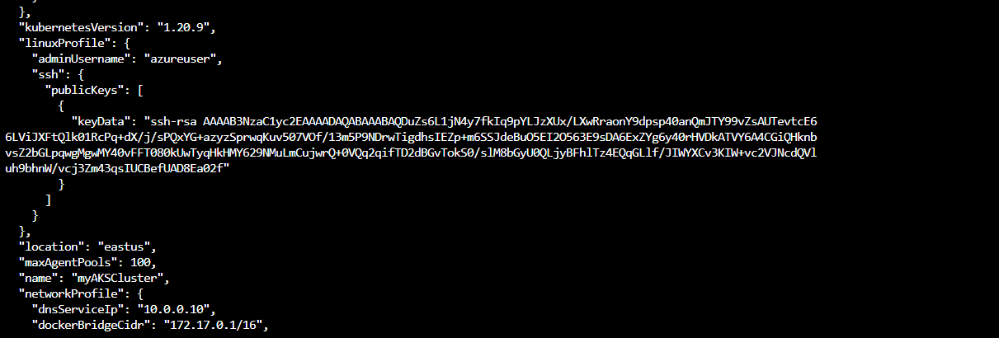 },
"kubernetesVersion": "1.20.9",
"linuxProfile": {
"adminUsername": "azureuser",
"ssh": {
"publicKeys": [
{
"keyData": "ssh-rsa AAAAB3NzaC1yc2EAAAADAQABAAABAQDuZs6L1jN4y7fkIq9pYLJzXUx/LXwRraonY9dpsp40anQmJTY99vZsAUTevtcE6
6LViJXFtQlk01RcPq+dX/j/sPQxYG+azyzSprwqKuv507VOf/13m5P9NDrwTigdhsIEZp+m6SSJdeBuO5EI2O563E9sDA6ExZYg6y40rHVDkATVY6A4CGiQHknb
vsZ2bGLpqwgMgwMY40vFFT080kUwTyqHkHMY629NMuLmCujwrQ+0VQq2qifTD2dBGvTokS0/slM8bGyU0QLjyBFhlTz4EQqGLlf/JIWYXCv3KIW+vc2VJNcdQVl
uh9bhnW/vcj3Zm43qsIUCBefUAD8Ea02f"
}
]
}
},
"location": "eastus",
"maxAgentPools": 100,
"name": "myAKSCluster",
"networkProfile": {
"dnsServiceIp": "10.0.0.10",
"dockerBridgeCidr": "172.17.0.1/16",